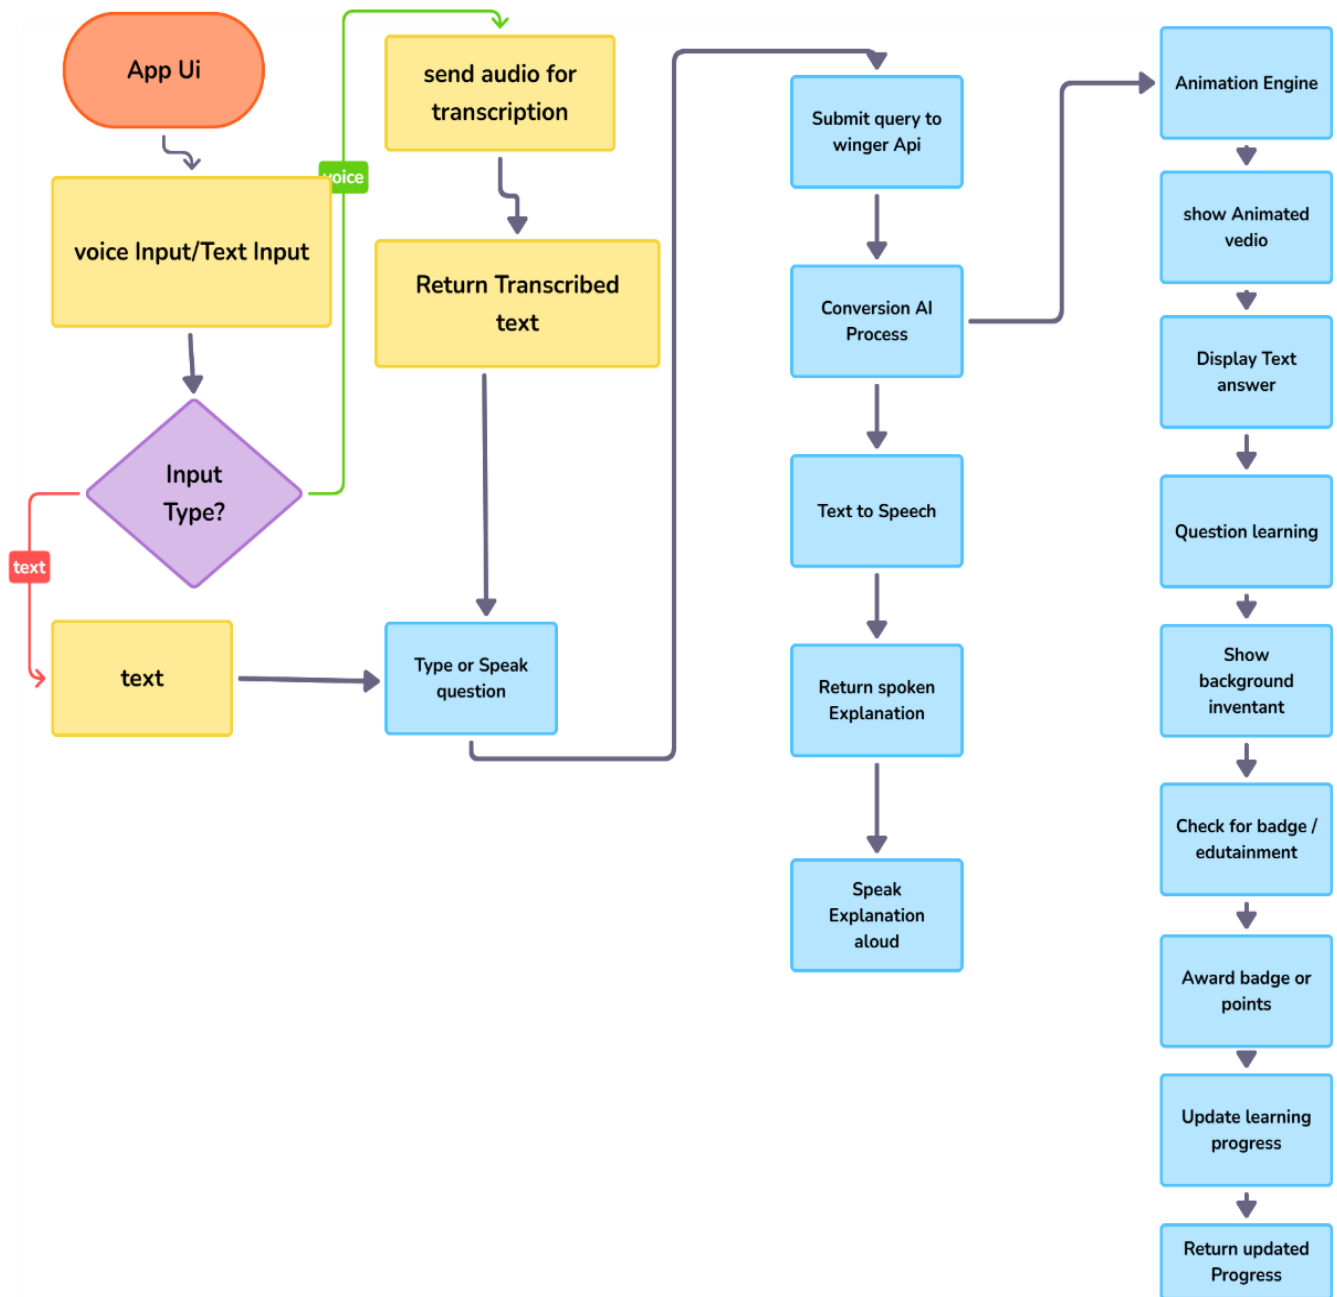 App Ui
voice Input/Text Input
Input
Type?
text
text
voice
send audio for
transcription
Return Transcribed
text
Type or Speak
question
Submit query to
winger Api
Conversion AI
Process
Text to Speech
Return spoken
Explanation
Speak
Explanation
aloud
Animation Engine
show Animated
vedio
Display Text
answer
Question learning
Show
background
inventant
Check for badge /
edutainment
Award badge or
points
Update learning
progress
Return updated
Progress